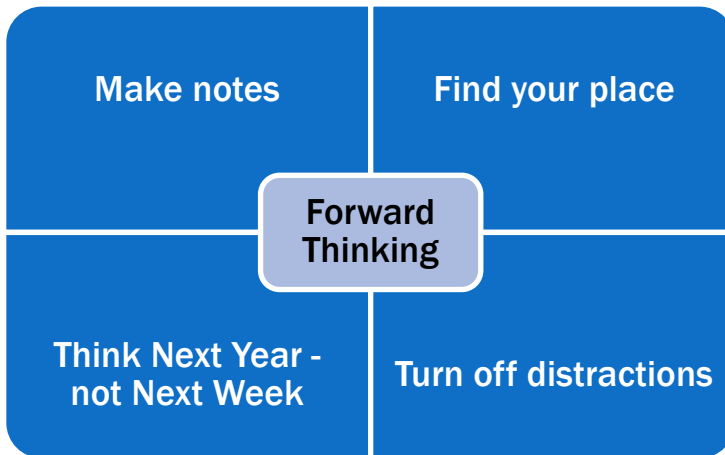 Make notes
Find your place
Forward
Thinking
Think Next Year -
not Next Week
Turn off distractions